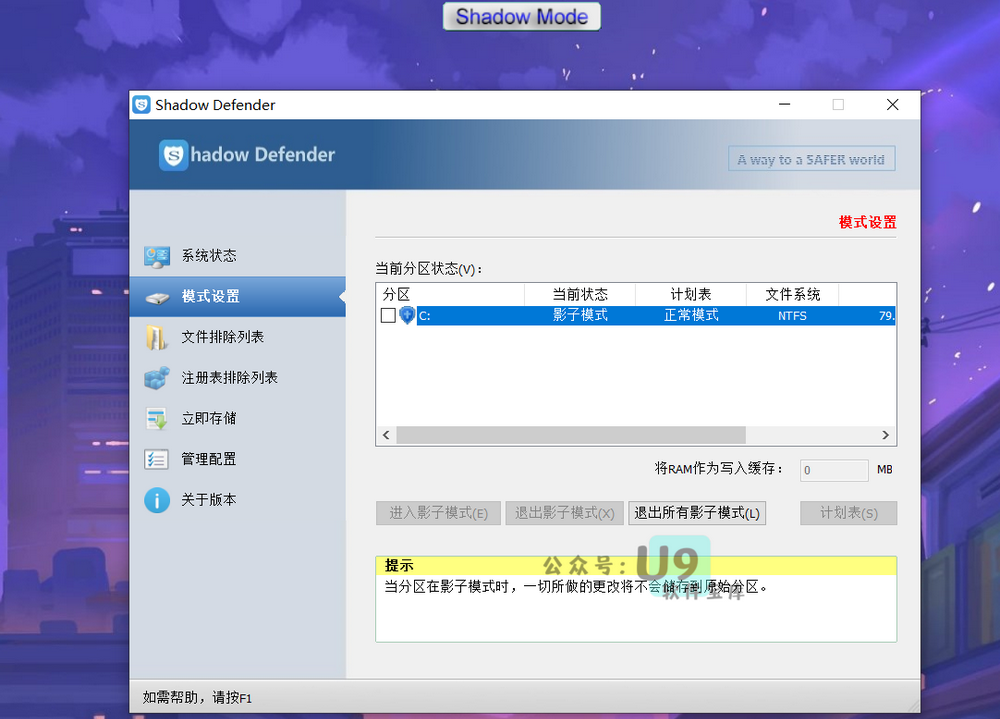 Shadow Mode
Shadow Defender
Shadow Defender
A way to a SAFER world
模式设置
系统状态
模式设置
文件排除列表
注册表排除列表
立即存储
管理配置
关于版本
当前分区状态(V)：
分区 当前状态 计划表 文件系统
C: 影子模式 正常模式 NTFS 79.
将RAM作为写入缓存： 0 MB
进入影子模式(E) 退出影子模式(X) 退出所有影子模式(L) 计划表(S)
提示
当分区在影子模式时，一切所做的更改将不会储存到原始分区。
公众号：U9
软件宝库
如需帮助，请按F1